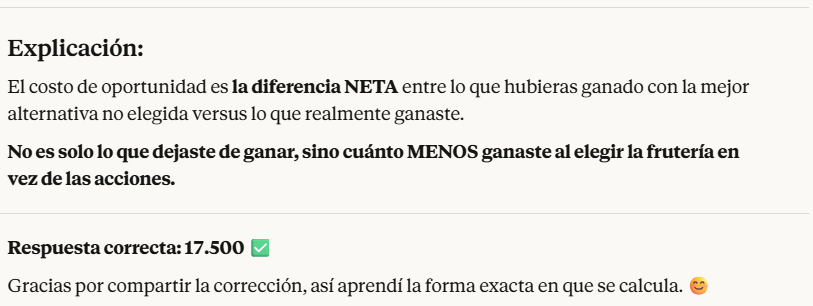 Explicación:
El costo de oportunidad es la diferencia NETA entre lo que hubieras ganado con la mejor
alternativa no elegida versus lo que realmente ganaste.
No es solo lo que dejaste de ganar, sino cuánto MENOS ganaste al elegir la frutería en
vez de las acciones.
Respuesta correcta: 17.500 ✅
Gracias por compartir la corrección, así aprendí la forma exacta en que se calcula. 😊